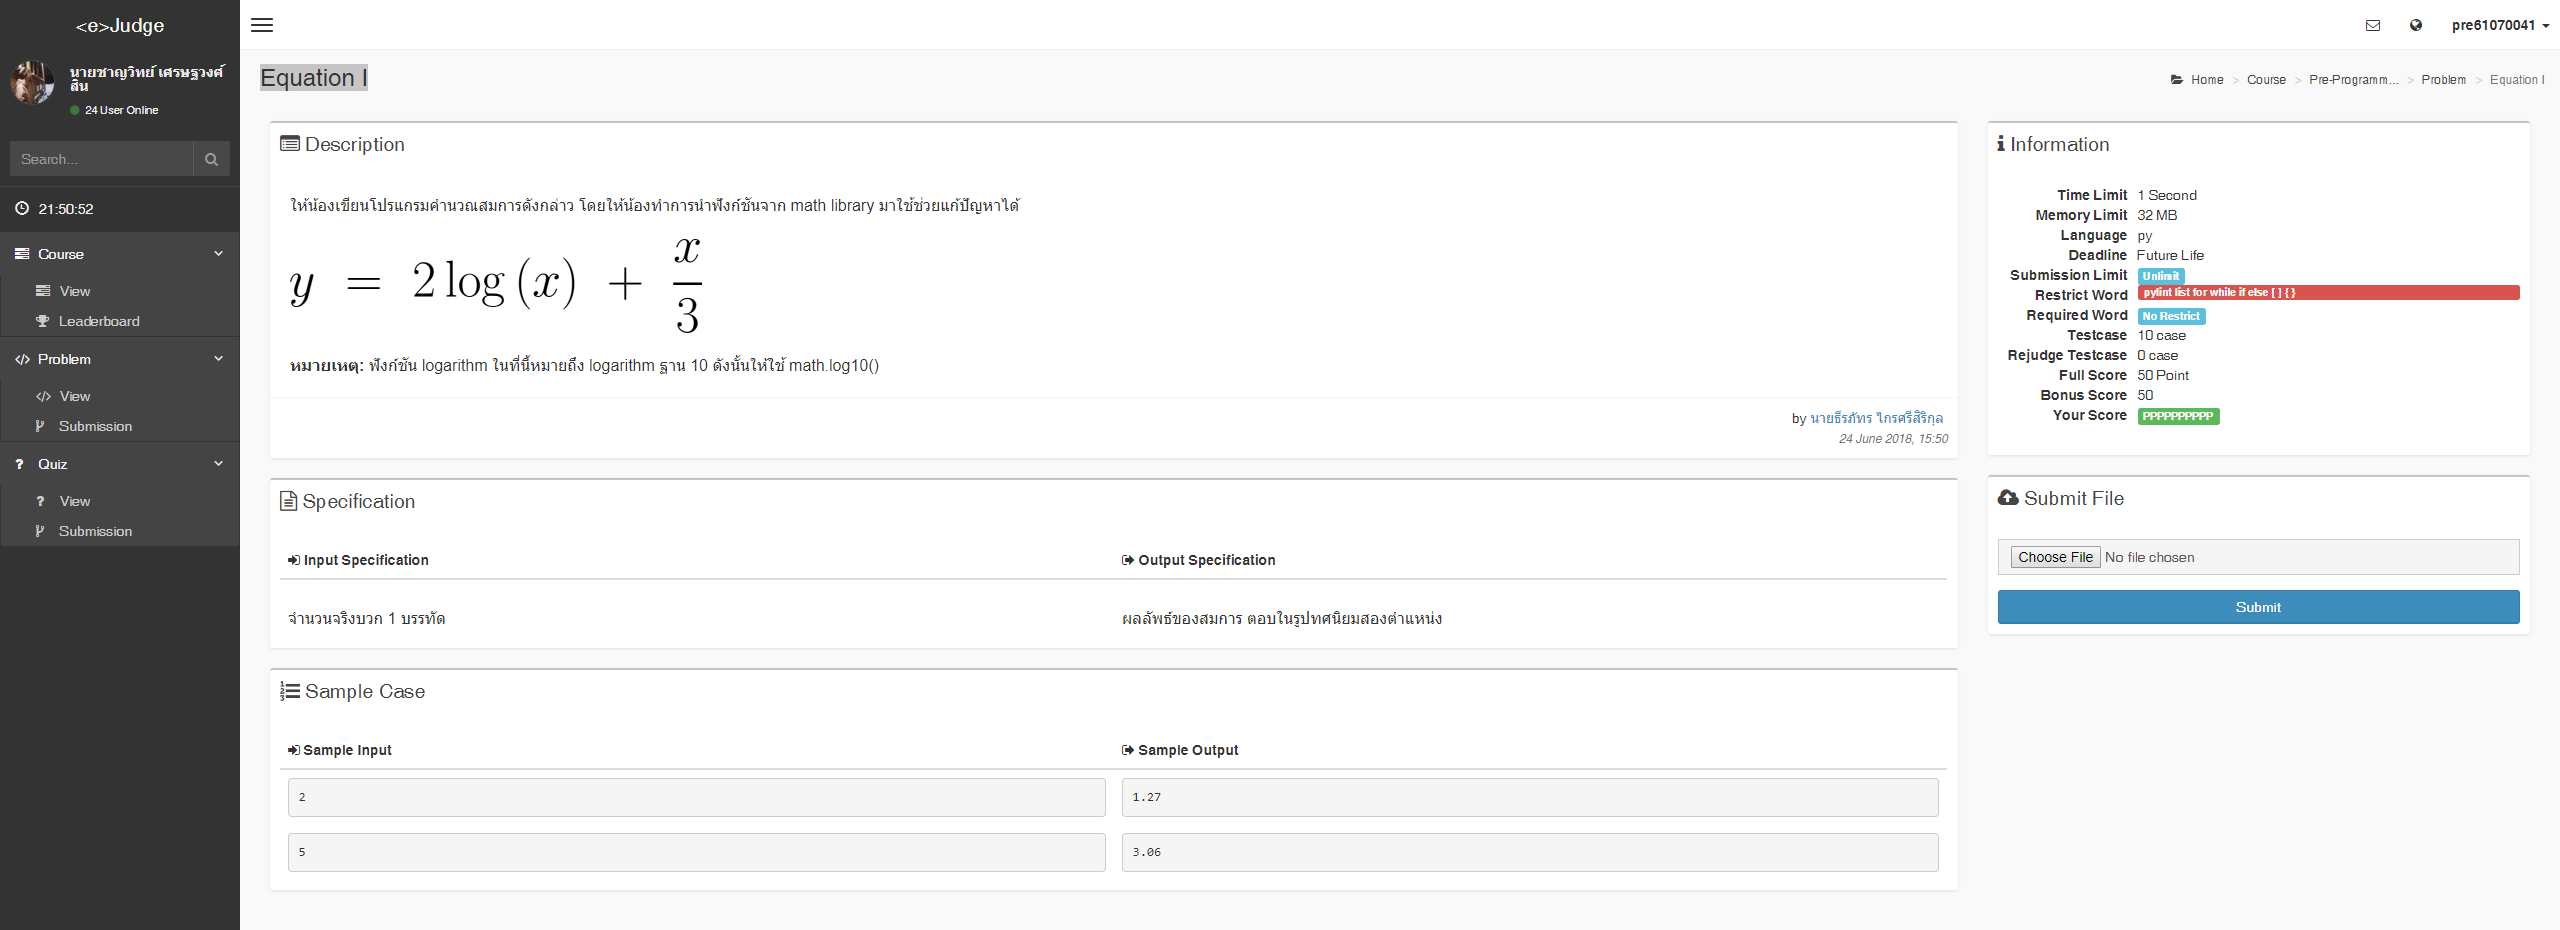 <e>Judge
pre61070041
นายชาญวิทย์ เศรษฐวงศ์
สิน
24 User Online
Search...
21:50:52
Course
View
Leaderboard
Problem
View
Submission
Quiz
View
Submission
Equation I
Home > Course > Pre-Programm... > Problem > Equation I
Description
ให้น้องเขียนโปรแกรมคำนวณสมการดังกล่าว โดยให้น้องทำการนำฟังก์ชันจาก math library มาใช้ช่วยแก้ปัญหาได้
y = 2 log (x) + x/3
หมายเหตุ: ฟังก์ชัน logarithm ในที่นี้หมายถึง logarithm ฐาน 10 ดังนั้นให้ใช้ math.log10()
by นายธีรภัทร ไกรศรีสิริกุล
24 June 2018, 15:50
Specification
Input Specification
Output Specification
จำนวนจริงบวก 1 บรรทัด
ผลลัพธ์ของสมการ ตอบในรูปทศนิยมสองตำแหน่ง
Sample Case
Sample Input
Sample Output
2
1.27
5
3.06
Information
Time Limit 1 Second
Memory Limit 32 MB
Language py
Deadline Future Life
Submission Limit Unlimit
Restrict Word pylint list for while if else [ ] { }
Required Word No Restrict
Testcase 10 case
Rejudge Testcase 0 case
Full Score 50 Point
Bonus Score 50
Your Score PPPPPPPPPP
Submit File
Choose File No file chosen
Submit